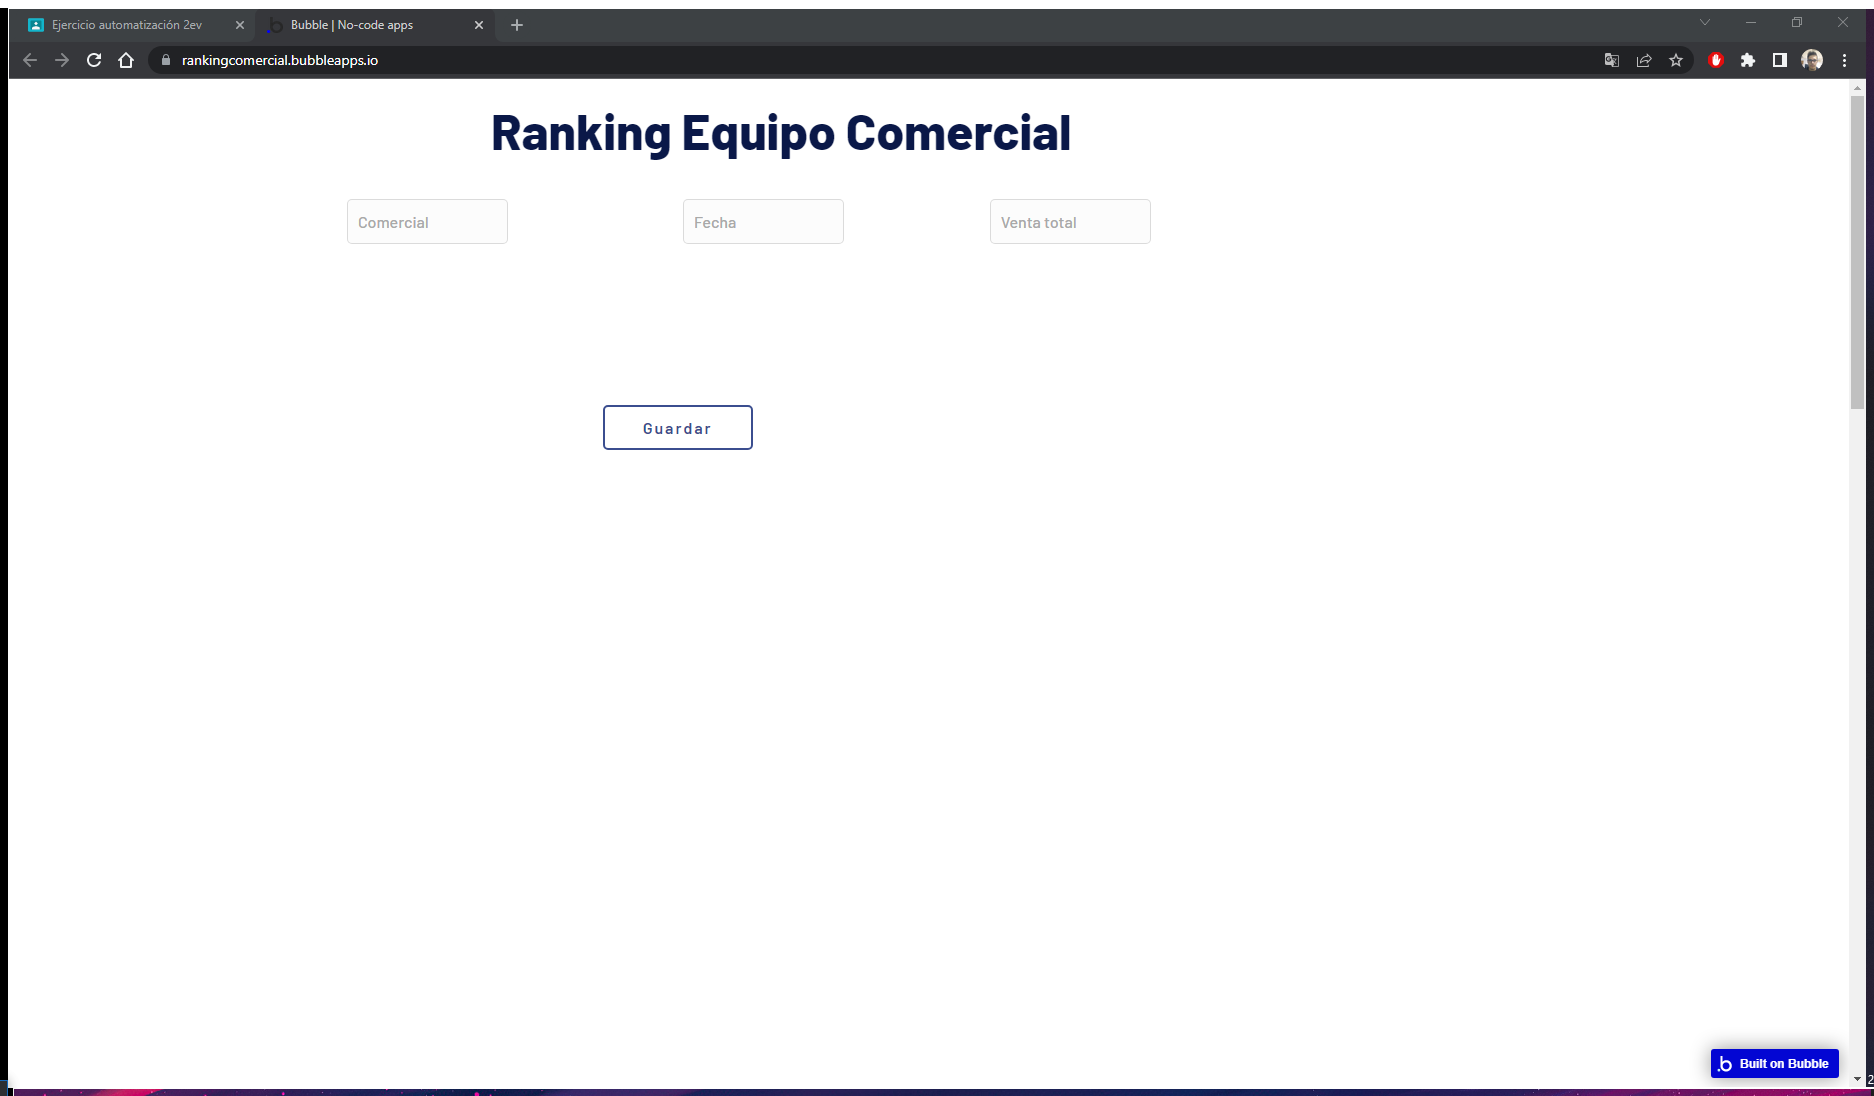 Ejercicio automatización 2ev
Bubble | No-code apps
rankingcomercial.bubbleapps.io
Ranking Equipo Comercial
Comercial
Fecha
Venta total
Guardar
Built on Bubble
2